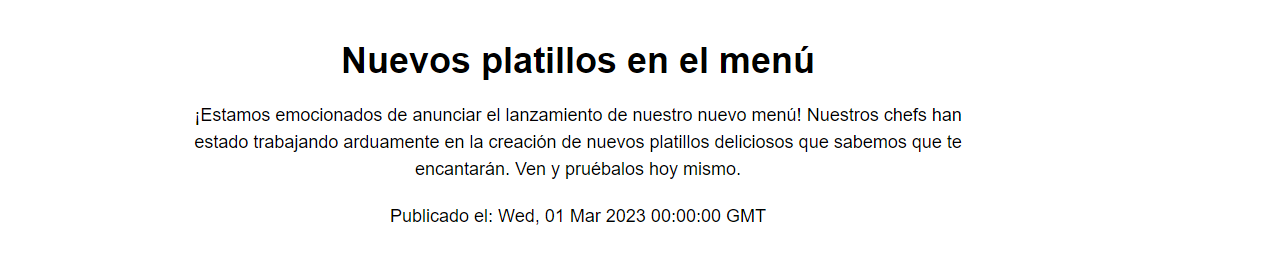 Nuevos platillos en el menú
¡Estamos emocionados de anunciar el lanzamiento de nuestro nuevo menú! Nuestros chefs han
estado trabajando arduamente en la creación de nuevos platillos deliciosos que sabemos que te
encantarán. Ven y pruébalos hoy mismo.
Publicado el: Wed, 01 Mar 2023 00:00:00 GMT